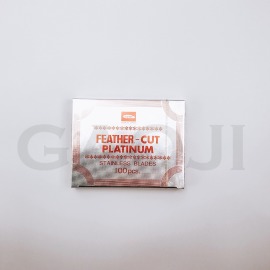 FEATHER-CUT
PLATINUM
STAINLESS BLADES
100pcs.